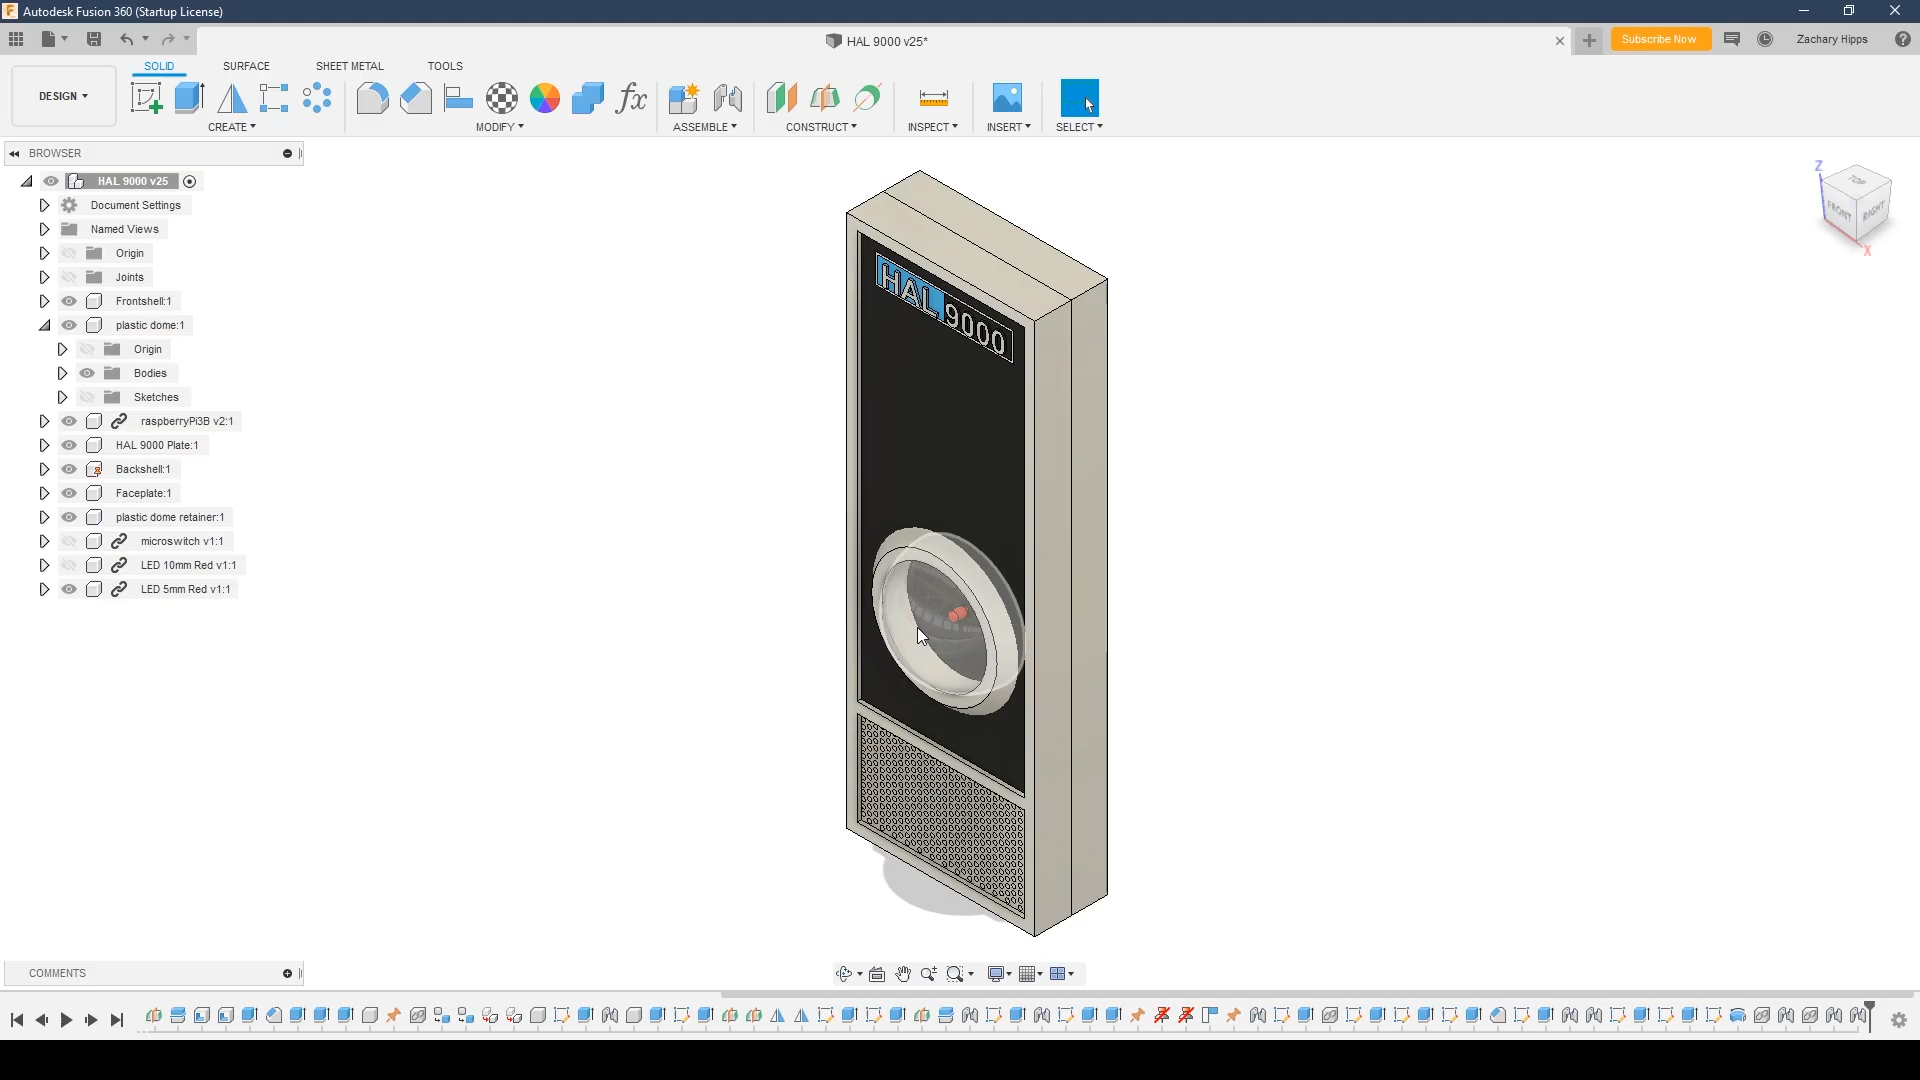 Autodesk Fusion 360 (Startup License)
HAL 9000 v25*
Subscribe Now
Zachary Hipps
DESIGN
SOLID
SURFACE
SHEET METAL
TOOLS
CREATE
MODIFY
ASSEMBLE
CONSTRUCT
INSPECT
INSERT
SELECT
BROWSER
HAL 9000 v25
Document Settings
Named Views
Origin
Joints
Frontshell:1
plastic dome:1
Origin
Bodies
Sketches
raspberryPi3B v2:1
HAL 9000 Plate:1
Backshell:1
Faceplate:1
plastic dome retainer:1
microswitch v1:1
LED 10mm Red v1:1
LED 5mm Red v1:1
HAL 9000
Z
TOP
FRONT
RIGHT
X
COMMENTS